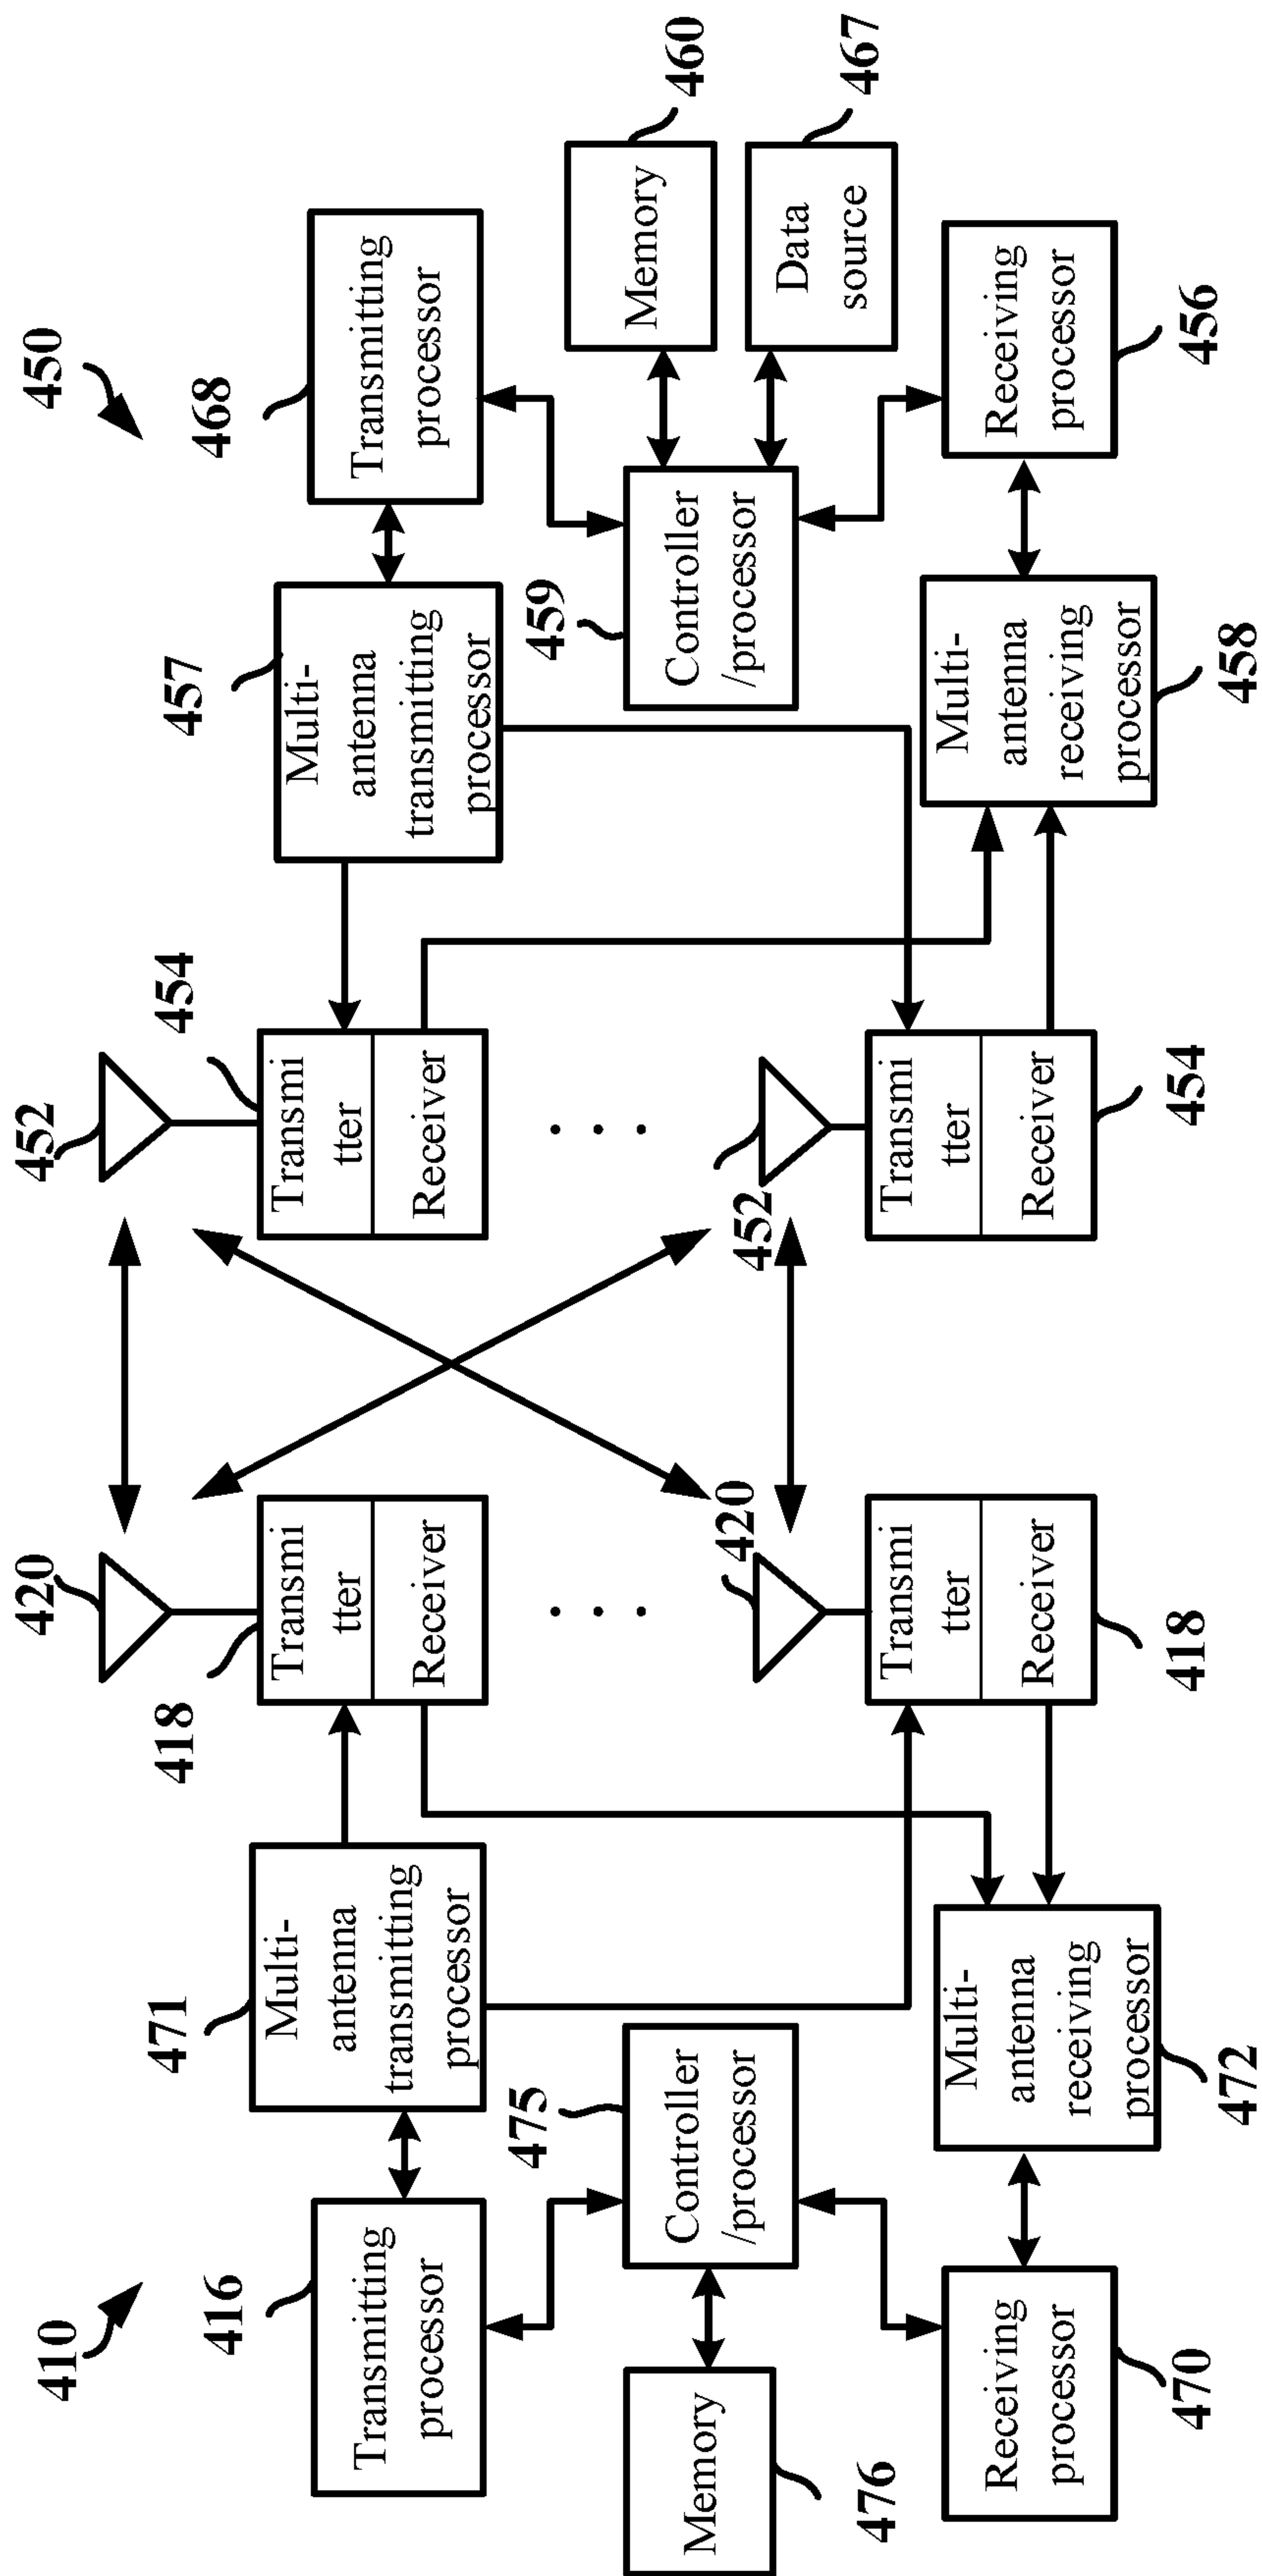 410
416
Transmitting
processor
471
Multi-
antenna
transmitting
processor
475
Controller
/processor
Memory
476
Receiving
processor
470
Multi-
antenna
receiving
processor
472
420
418
Transmi
tter
Receiver
. . .
420
Transmi
tter
Receiver
418
452
454
Transmi
tter
Receiver
. . .
452
Transmi
tter
Receiver
454
450
457
Multi-
antenna
transmitting
processor
468
Transmitting
processor
459
Controller
/processor
Memory
460
Data
source
467
Multi-
antenna
receiving
processor
458
Receiving
processor
456